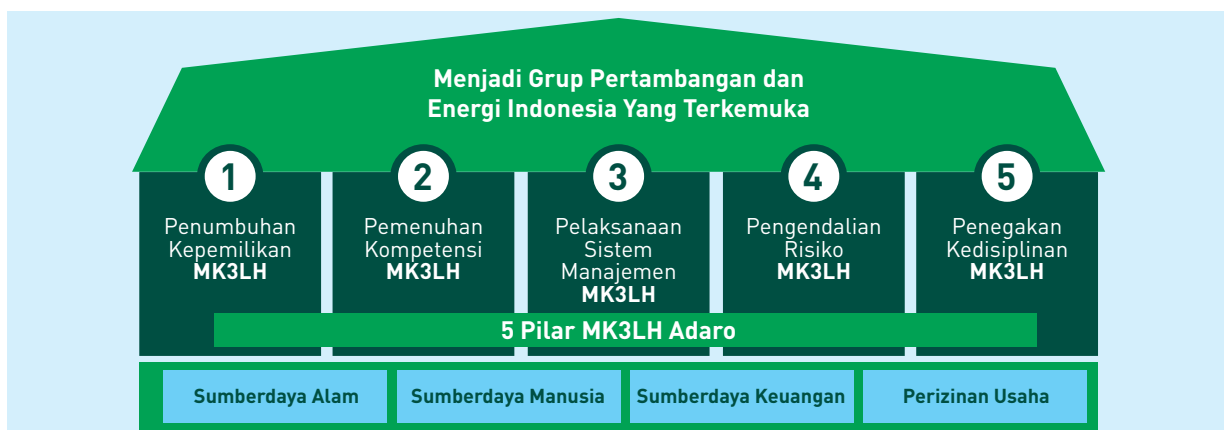 Menjadi Grup Pertambangan dan
Energi Indonesia Yang Terkemuka
1
Penumbuhan
Kepemilikan
MK3LH
2
Pemenuhan
Kompetensi
MK3LH
3
Pelaksanaan
Sistem
Manajemen
MK3LH
4
Pengendalian
Risiko
MK3LH
5
Penegakan
Kedisiplinan
MK3LH
5 Pilar MK3LH Adaro
Sumberdaya Alam
Sumberdaya Manusia
Sumberdaya Keuangan
Perizinan Usaha